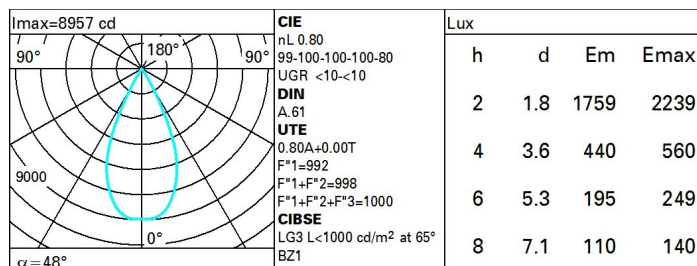 Imax=8957 cd
90°
180°
90°
9000
0°
α=48°
CIE
nL 0.80
99-100-100-100-80
UGR <10-<10
DIN
A.61
UTE
0.80A+0.00T
F"1=992
F"1+F"2=998
F"1+F"2+F"3=1000
CIBSE
LG3 L<1000 cd/m² at 65°
BZ1
Lux
h d Em Emax
2 1.8 1759 2239
4 3.6 440 560
6 5.3 195 249
8 7.1 110 140